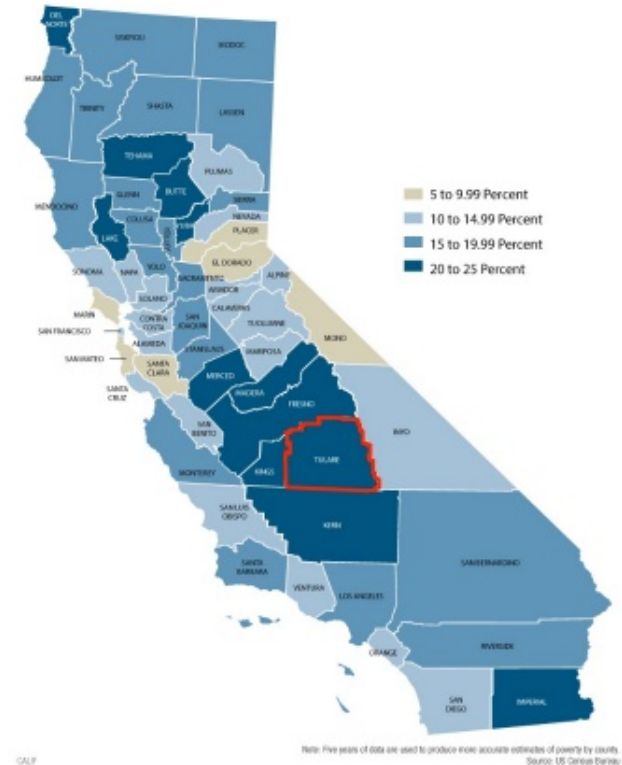 DEL
NORTE
SISKIYOU
MODOC
HUMBOLDT
TRINITY
SHASTA
LASSEN
TEHAMA
PLUMAS
BUTTE
MENDOCINO
GLENN
SIERRA
COLUSA
YUBA
NEVADA
LAKE
PLACER
SONOMA
NAPA
YOLO
EL DORADO
SACRAMENTO
ALPINE
AMADOR
SOLANO
CALAVERAS
MARIN
CONTRA
COSTA
SAN
JOAQUIN
TUOLUMNE
SAN FRANCISCO
ALAMEDA
MONO
STANISLAUS
MARIPOSA
SAN MATEO
SANTA
CLARA
MERCED
SANTA
CRUZ
MADERA
FRESNO
SAN
BENITO
INYO
TULARE
KINGS
MONTEREY
SAN LUIS
OBISPO
KERN
SANTA
BARBARA
SAN BERNARDINO
VENTURA
LOS ANGELES
ORANGE
RIVERSIDE
SAN
DIEGO
IMPERIAL
5 to 9.99 Percent
10 to 14.99 Percent
15 to 19.99 Percent
20 to 25 Percent
Note: Five years of data are used to produce more accurate estimates of poverty by county.
Source: US Census Bureau